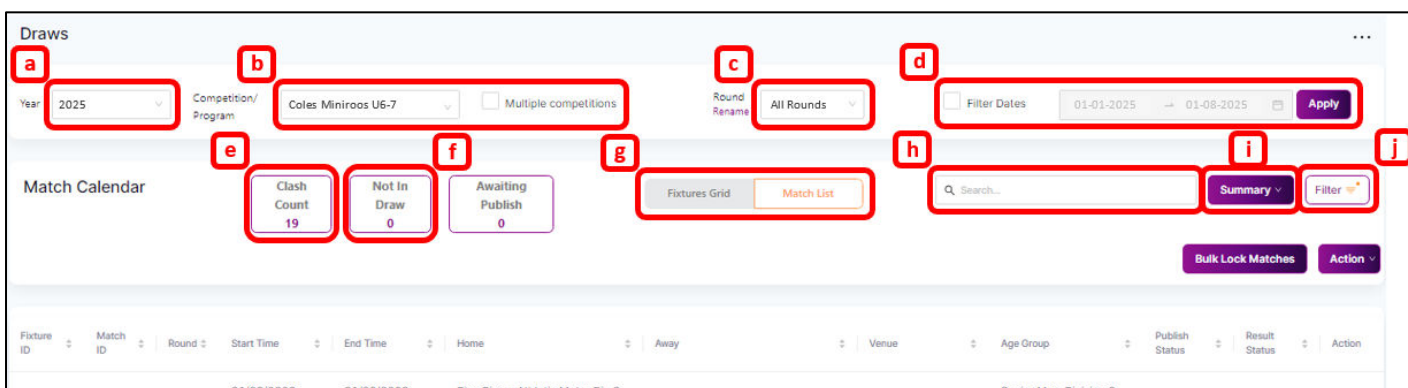 Draws
...
a
b
c
d
Year
2025
Competition/
Program
Coles Miniroos U6-7
Multiple competitions
Round
Rename
All Rounds
Filter Dates
01-01-2025 → 01-08-2025
Apply
e
f
g
h
i
j
Match Calendar
Clash
Count
19
Not In
Draw
0
Awaiting
Publish
0
Fixtures Grid
Match List
Search...
Summary
Filter
Bulk Lock Matches
Action
Fixture
ID
Match
ID
Round
Start Time
End Time
Home
Away
Venue
Age Group
Publish
Status
Result
Status
Action